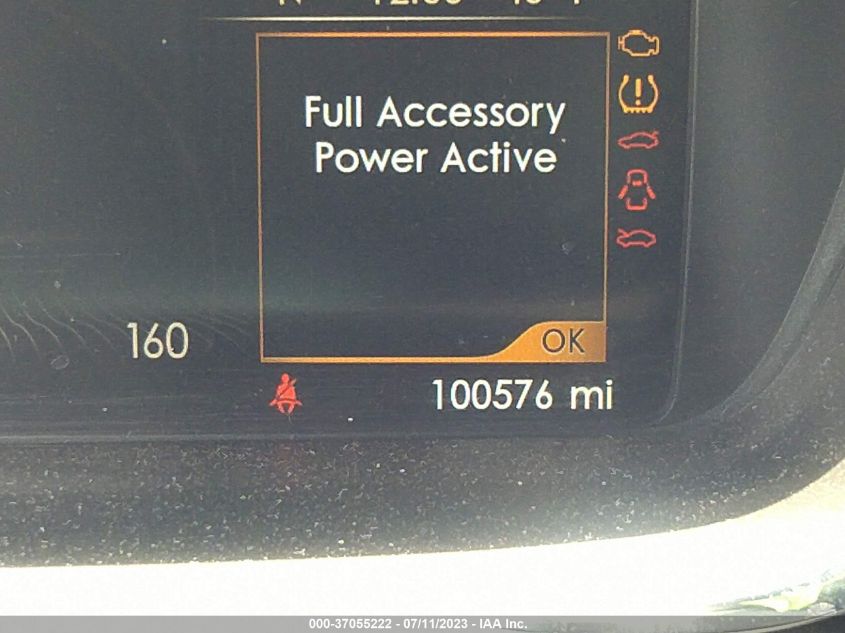 Full Accessory
Power Active
OK
160
100576 mi
000-37055222 - 07/11/2023 - IAA Inc.